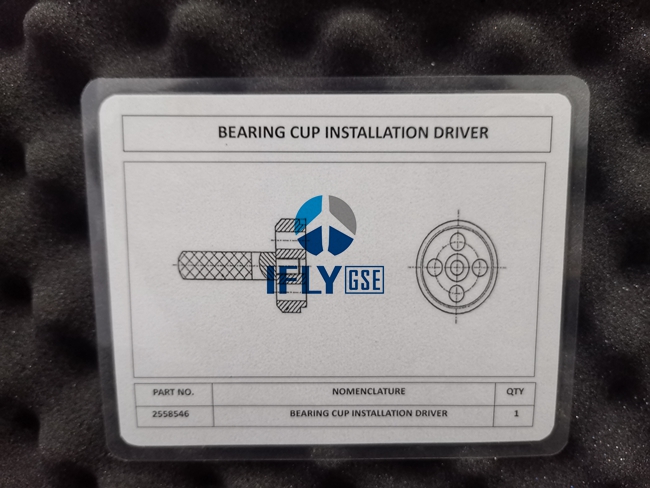 BEARING CUP INSTALLATION DRIVER
IFLY GSE
PART NO. NOMENCLATURE QTY
2558546 BEARING CUP INSTALLATION DRIVER 1